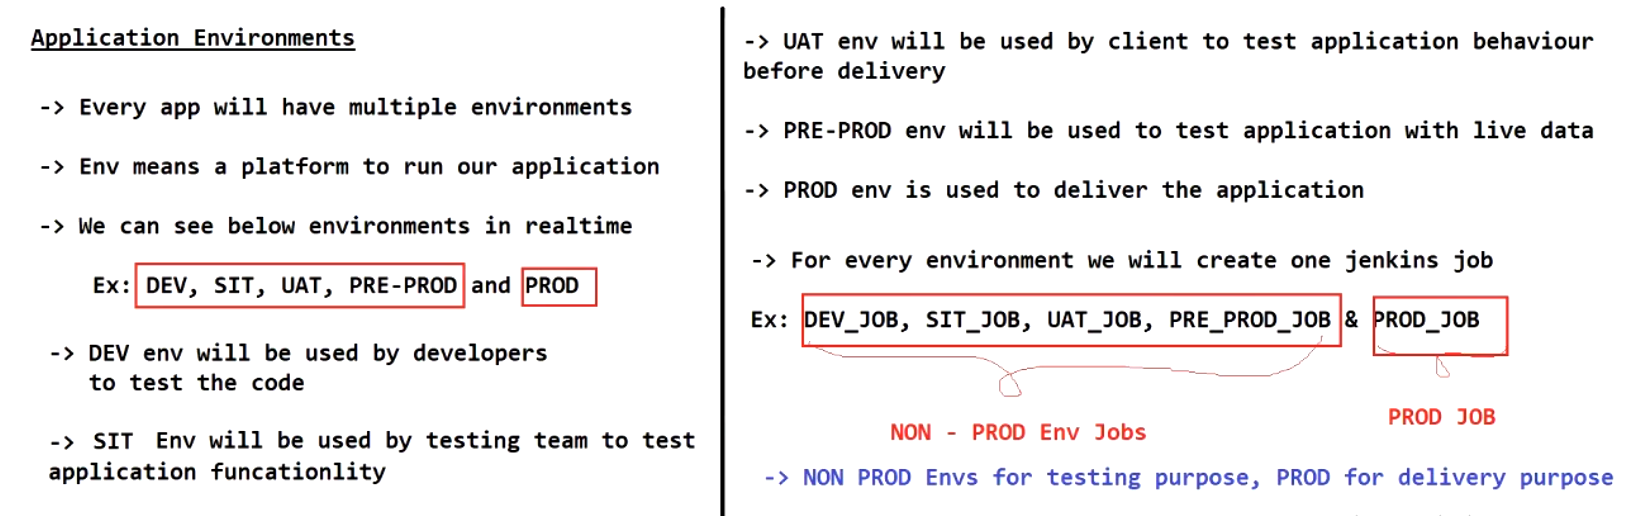 Application Environments
-> Every app will have multiple environments
-> Env means a platform to run our application
-> We can see below environments in realtime
Ex: DEV, SIT, UAT, PRE-PROD and PROD
-> DEV env will be used by developers
to test the code
-> SIT Env will be used by testing team to test
application funcationlity
-> UAT env will be used by client to test application behaviour
before delivery
-> PRE-PROD env will be used to test application with live data
-> PROD env is used to deliver the application
-> For every environment we will create one jenkins job
Ex: DEV_JOB, SIT_JOB, UAT_JOB, PRE_PROD_JOB & PROD_JOB
PROD JOB
NON - PROD Env Jobs
-> NON PROD Envs for testing purpose, PROD for delivery purpose